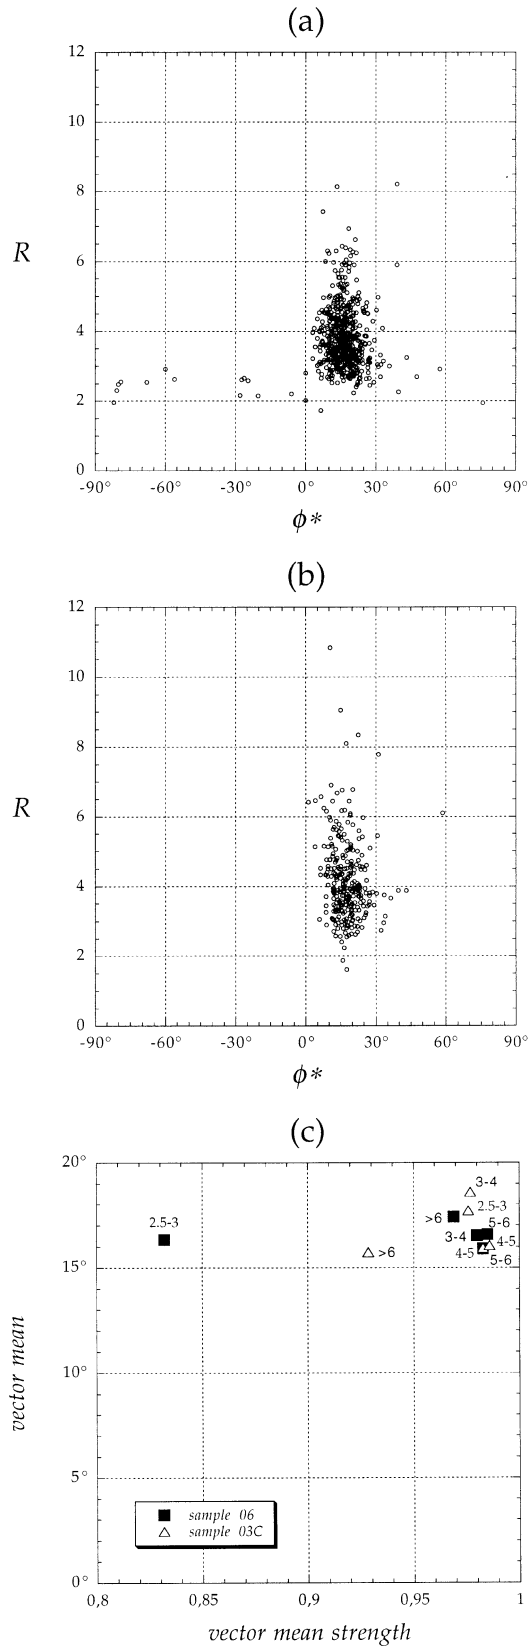 (a)
12
10
8
R
6
4
2
0
-90° -60° -30° 0° 30° 60° 90°
ϕ*
(b)
12
10
8
R
6
4
2
0
-90° -60° -30° 0° 30° 60° 90°
ϕ*
(c)
20°
3-4
2.5-3
>6
2.5-3
5-6
3-4
4-5
4-5
>6
5-6
15°
vector mean
10°
5°
sample 06
sample 03C
0°
0,8 0,85 0,9 0,95 1
vector mean strength